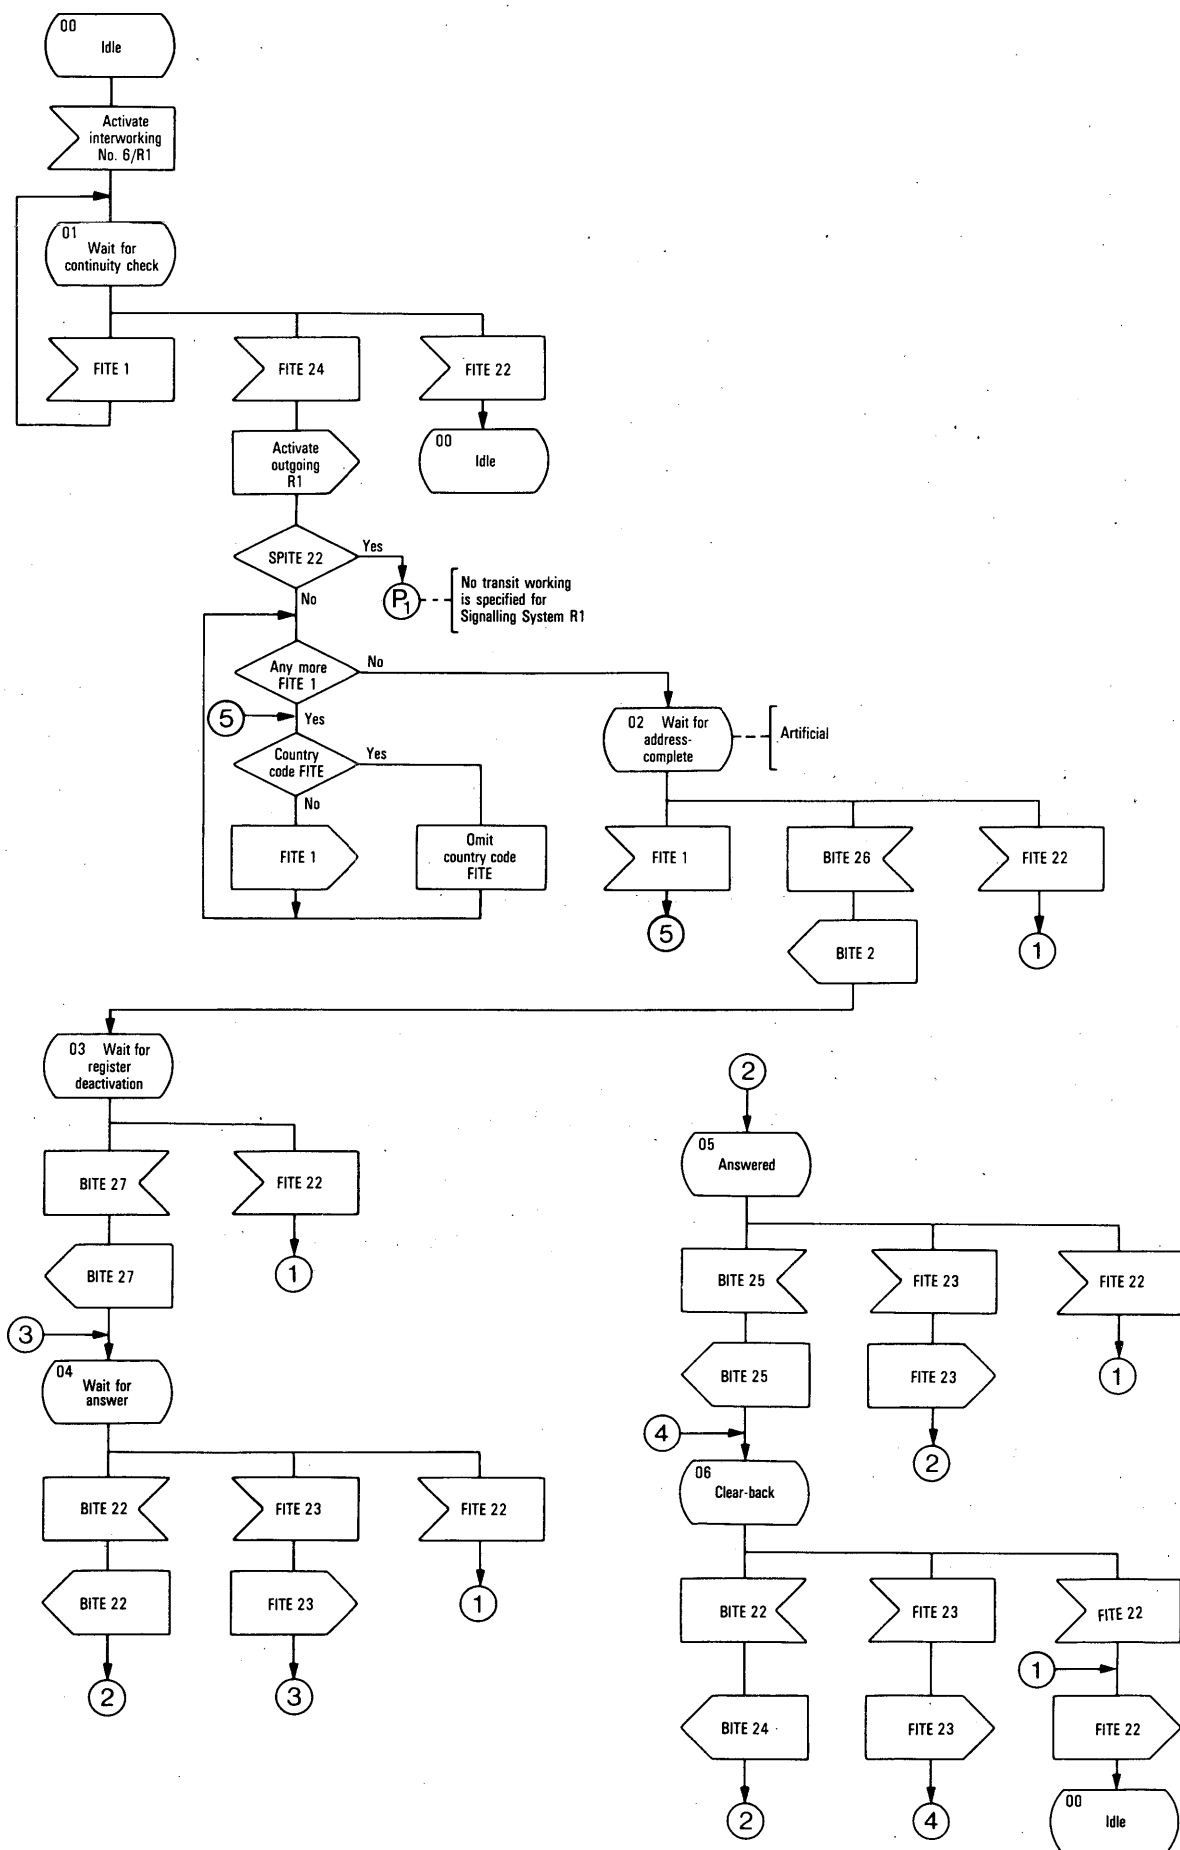 00
Idle
Activate
interworking
No. 6/R1
01
Wait for
continuity check
FITE 1
FITE 24
FITE 22
Activate
outgoing
R1
00
Idle
SPITE 22
Yes
No
P1
No transit working
is specified for
Signalling System R1
Any more
FITE 1
No
5
Yes
02 Wait for
address-
complete
Artificial
Country
code FITE
Yes
No
FITE 1
Omit
country code
FITE
FITE 1
BITE 26
FITE 22
5
BITE 2
1
03 Wait for
register
deactivation
BITE 27
FITE 22
BITE 27
1
3
04
Wait for
answer
BITE 22
FITE 23
FITE 22
BITE 22
FITE 23
1
2
3
2
05
Answered
BITE 25
FITE 23
FITE 22
BITE 25
FITE 23
1
4
2
06
Clear-back
BITE 22
FITE 23
FITE 22
1
BITE 24
FITE 23
FITE 22
2
4
00
Idle